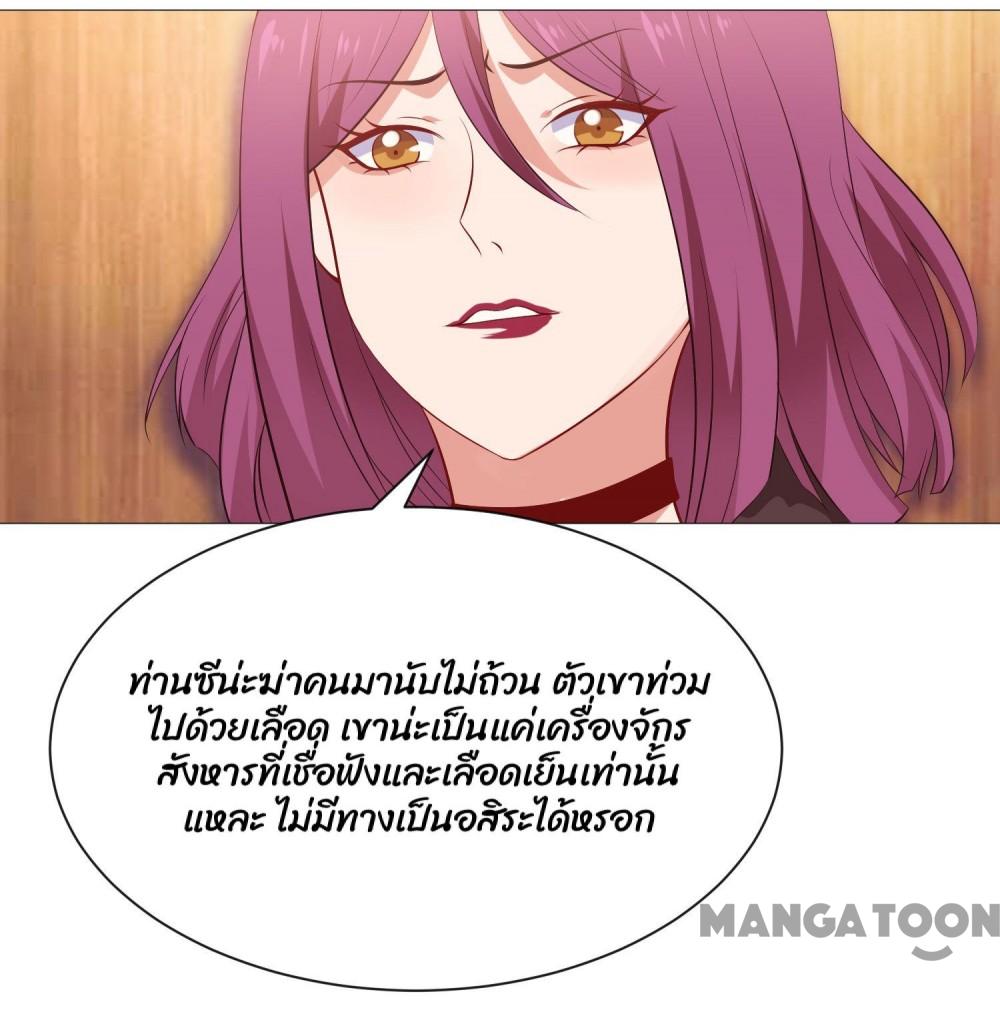 ท่านซีน่ะฆ่าคนมานับไม่ถ้วน ตัวเขาท่วม
ไปด้วยเลือด เขาน่ะเป็นแค่เครื่องจักร
สังหารที่เชื่อฟังและเลือดเย็นเท่านั้น
แหละ ไม่มีทางเป็นอสิระได้หรอก
MANGATOON